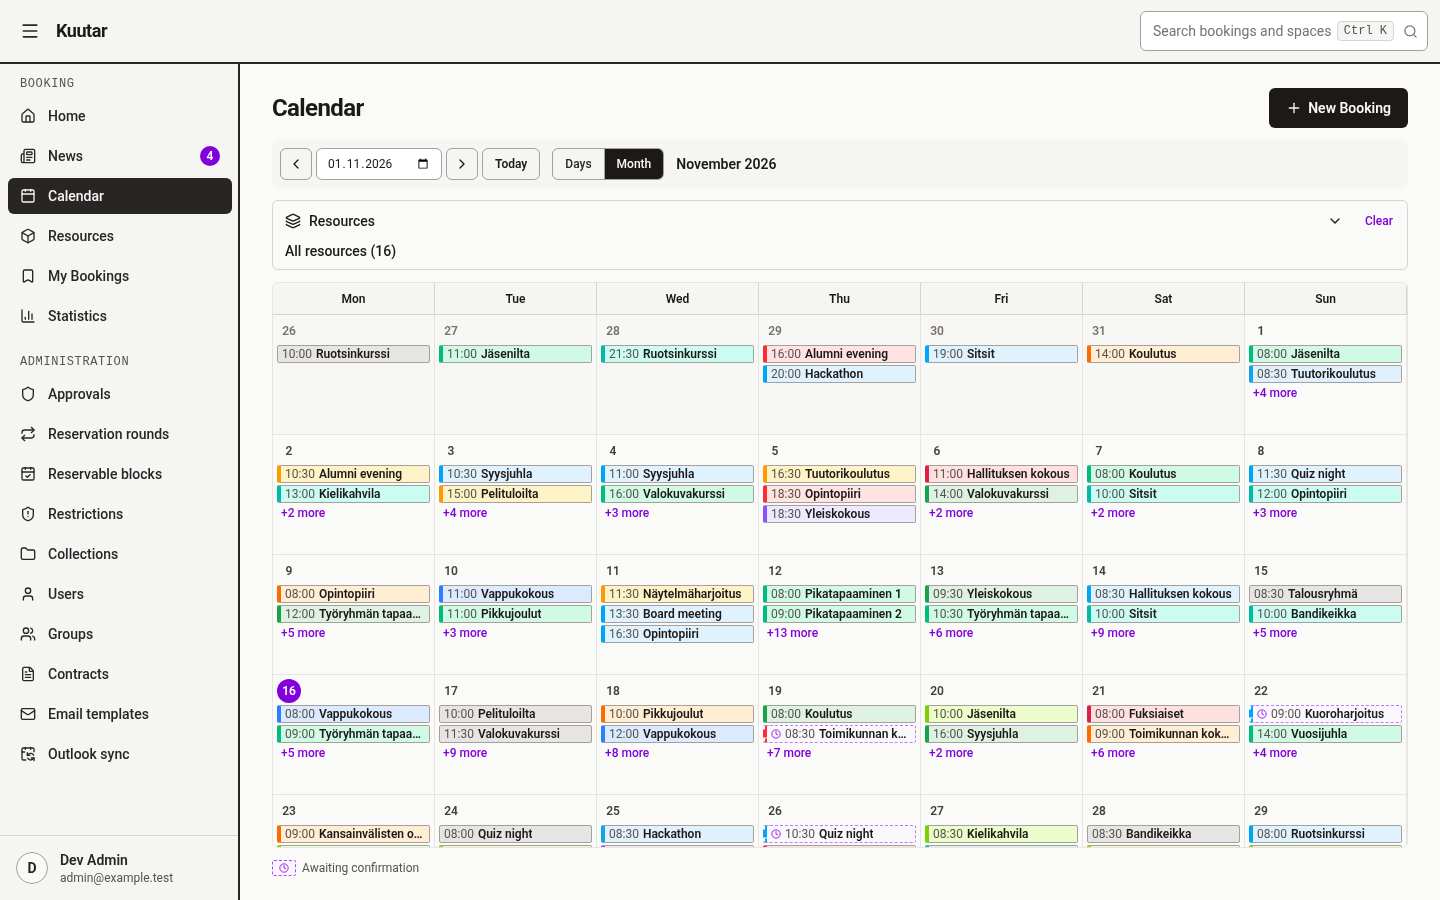 Kuutar
Search bookings and spaces Ctrl K
BOOKING
Home
News 4
Calendar
Resources
My Bookings
Statistics
ADMINISTRATION
Approvals
Reservation rounds
Reservable blocks
Restrictions
Collections
Users
Groups
Contracts
Email templates
Outlook sync
D
Dev Admin
admin@example.test
Calendar
New Booking
01.11.2026 Today Days Month November 2026
Resources Clear
All resources (16)
Mon Tue Wed Thu Fri Sat Sun
26 27 28 29 30 31 1
10:00 Ruotsinkurssi 11:00 Jäsenilta 21:30 Ruotsinkurssi 16:00 Alumni evening 19:00 Sitsit 14:00 Koulutus 08:00 Jäsenilta
20:00 Hackathon 08:30 Tuutorikoulutus
+4 more
2 3 4 5 6 7 8
10:30 Alumni evening 10:30 Syysjuhla 11:00 Syysjuhla 16:30 Tuutorikoulutus 11:00 Hallituksen kokous 08:00 Koulutus 11:30 Quiz night
13:00 Kielikahvila 15:00 Pelituloilta 16:00 Valokuvakurssi 18:30 Opintopiiri 14:00 Valokuvakurssi 10:00 Sitsit 12:00 Opintopiiri
+2 more +4 more +3 more 18:30 Yleiskokous +2 more +2 more +3 more
9 10 11 12 13 14 15
08:00 Opintopiiri 11:00 Vappukokous 11:30 Näytelmäharjoitus 08:00 Pikatapaaminen 1 09:30 Yleiskokous 08:30 Hallituksen kokous 08:30 Talousryhmä
12:00 Työryhmän tapaa... 11:00 Pikkujoulut 13:30 Board meeting 09:00 Pikatapaaminen 2 10:30 Työryhmän tapaa... 10:00 Sitsit 10:00 Bandikeikka
+5 more +3 more 16:30 Opintopiiri +13 more +6 more +9 more +5 more
16 17 18 19 20 21 22
08:00 Vappukokous 10:00 Pelituloilta 10:00 Pikkujoulut 08:00 Koulutus 10:00 Jäsenilta 08:00 Fuksiaiset 09:00 Kuoroharjoitus
09:00 Työryhmän tapaa... 11:30 Valokuvakurssi 12:00 Vappukokous 08:30 Toimikunnan k... 16:00 Syysjuhla 09:00 Toimikunnan kok... 14:00 Vuosijuhla
+5 more +9 more +8 more +7 more +2 more +6 more +4 more
23 24 25 26 27 28 29
09:00 Kansainvälisten o... 08:00 Quiz night 08:30 Hackathon 10:30 Quiz night 08:30 Kielikahvila 08:30 Bandikeikka 08:00 Ruotsinkurssi
Awaiting confirmation